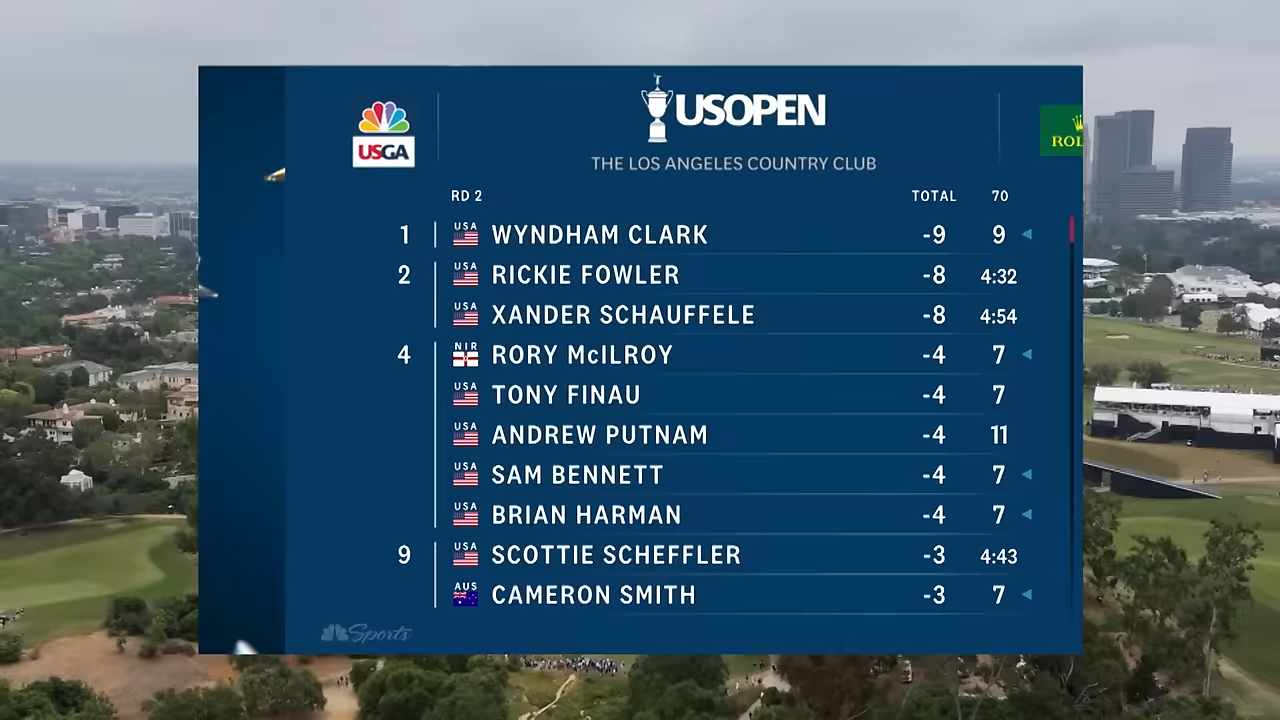 USGA
USOPEN
THE LOS ANGELES COUNTRY CLUB
ROL
RD 2 TOTAL 70
1 USA WYNDHAM CLARK -9 9
2 USA RICKIE FOWLER -8 4:32
USA XANDER SCHAUFFELE -8 4:54
4 NIR RORY McILROY -4 7
USA TONY FINAU -4 7
USA ANDREW PUTNAM -4 11
USA SAM BENNETT -4 7
USA BRIAN HARMAN -4 7
9 USA SCOTTIE SCHEFFLER -3 4:43
AUS CAMERON SMITH -3 7
Sports